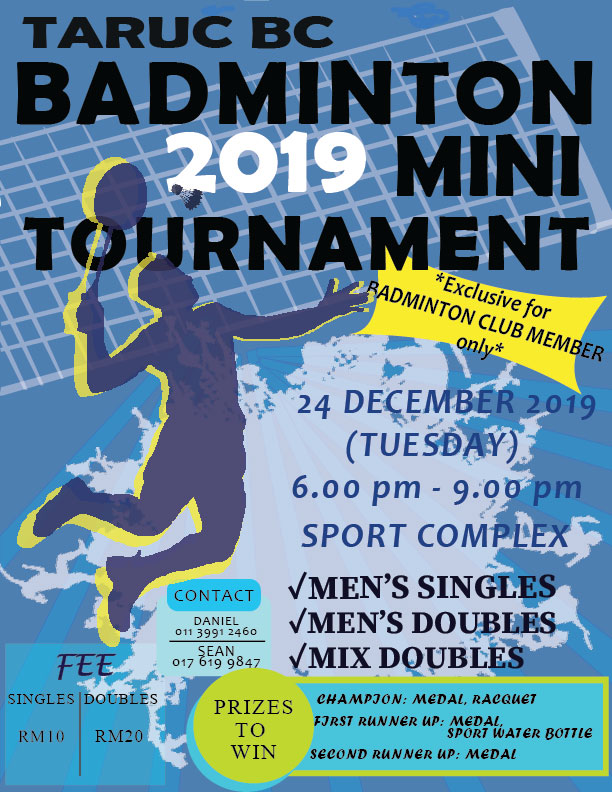 TARUC BC
BADMINTON
2019 MINI
TOURNAMENT
*Exclusive for
BADMINTON CLUB MEMBER
only*
24 DECEMBER 2019
(TUESDAY)
6.00 pm - 9.00 pm
SPORT COMPLEX
√MEN'S SINGLES
√MEN'S DOUBLES
√MIX DOUBLES
CONTACT
DANIEL
011 3991 2460
SEAN
017 619 9847
FEE
SINGLES DOUBLES
RM10 RM20
PRIZES
TO
WIN
CHAMPION: MEDAL, RACQUET
FIRST RUNNER UP: MEDAL,
SPORT WATER BOTTLE
SECOND RUNNER UP: MEDAL